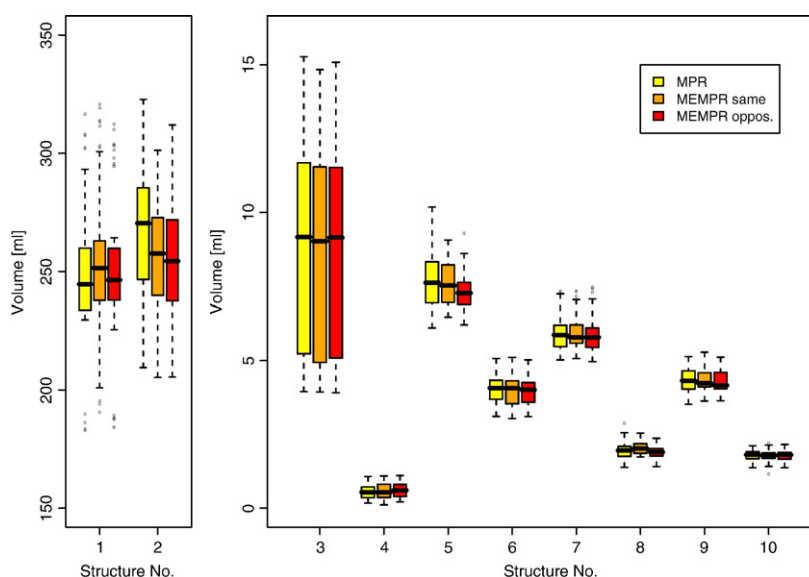 350
300
250
200
150
Volume [ml]
1 2
Structure No.
15
10
5
0
Volume [ml]
MPR
MEMPR same
MEMPR oppos.
3 4 5 6 7 8 9 10
Structure No.